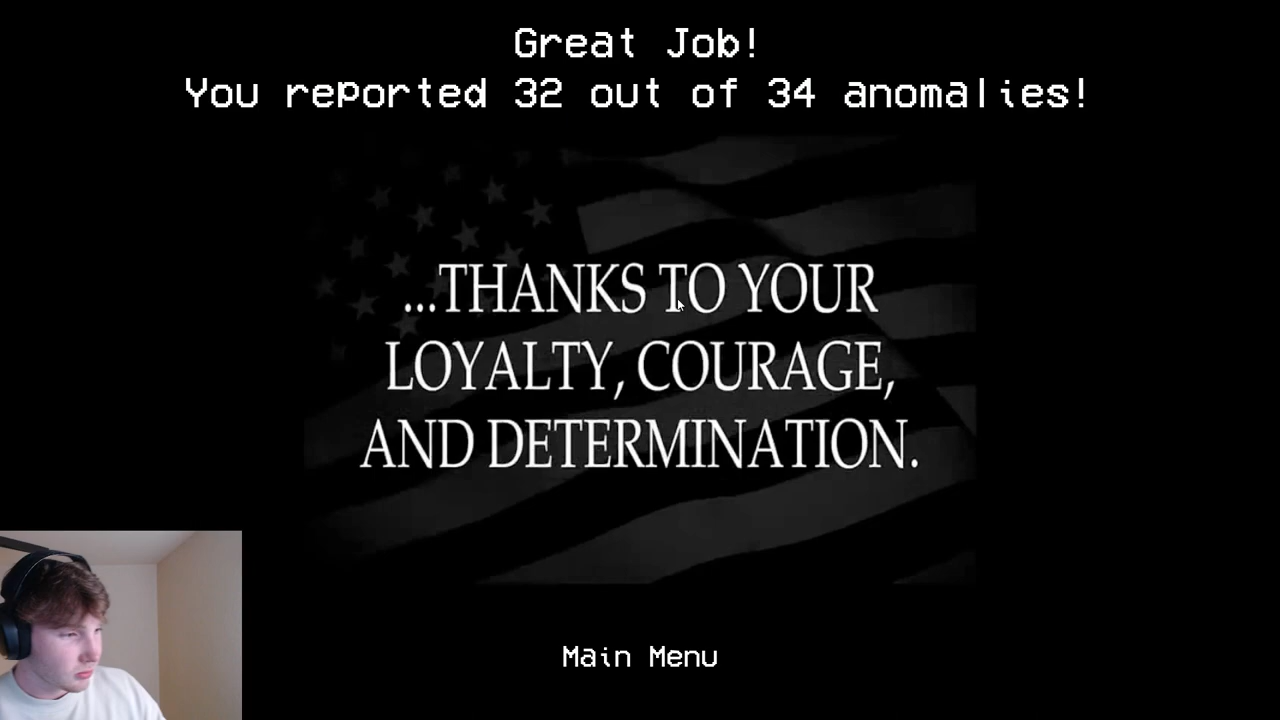 Great Job!
You reported 32 out of 34 anomalies!
...THANKS TO YOUR
LOYALTY, COURAGE,
AND DETERMINATION.
Main Menu